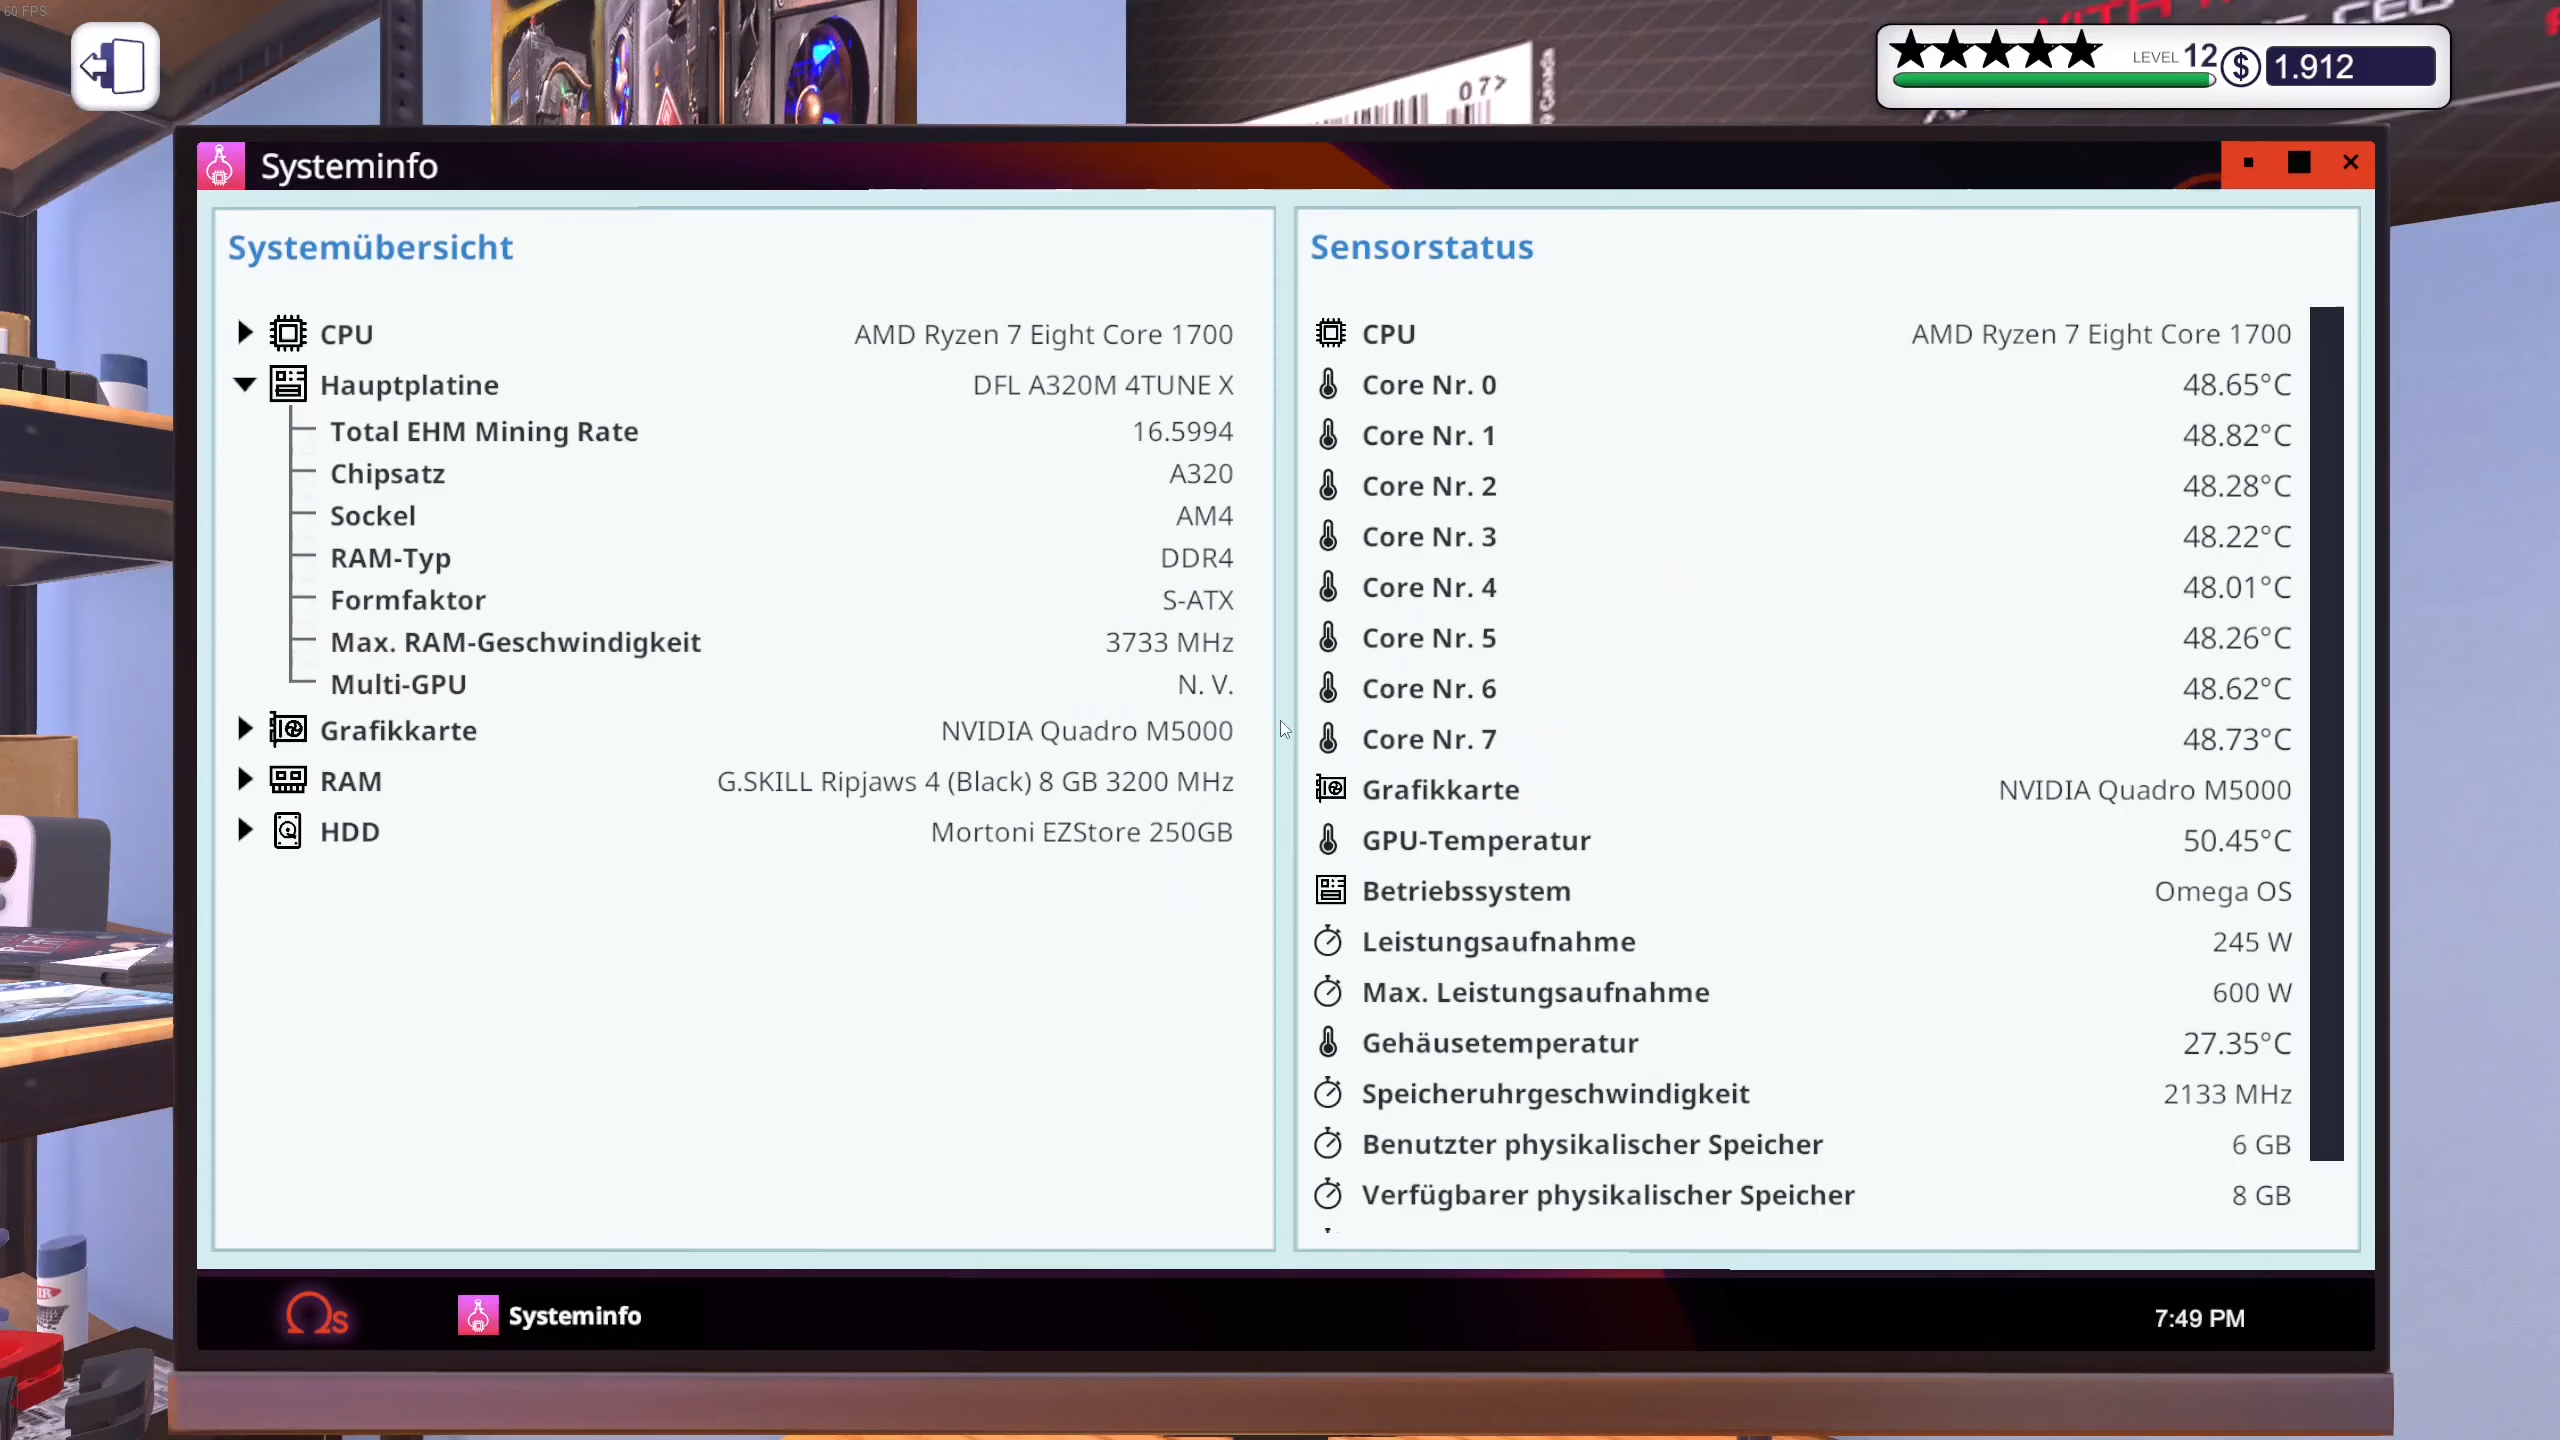 60 FPS
07>
LEVEL 12
$ 1.912
Systeminfo
Systemübersicht
CPU AMD Ryzen 7 Eight Core 1700
Hauptplatine DFL A320M 4TUNE X
Total EHM Mining Rate 16.5994
Chipsatz A320
Sockel AM4
RAM-Typ DDR4
Formfaktor S-ATX
Max. RAM-Geschwindigkeit 3733 MHz
Multi-GPU N. V.
Grafikkarte NVIDIA Quadro M5000
RAM G.SKILL Ripjaws 4 (Black) 8 GB 3200 MHz
HDD Mortoni EZStore 250GB
Sensorstatus
CPU AMD Ryzen 7 Eight Core 1700
Core Nr. 0 48.65°C
Core Nr. 1 48.82°C
Core Nr. 2 48.28°C
Core Nr. 3 48.22°C
Core Nr. 4 48.01°C
Core Nr. 5 48.26°C
Core Nr. 6 48.62°C
Core Nr. 7 48.73°C
Grafikkarte NVIDIA Quadro M5000
GPU-Temperatur 50.45°C
Betriebssystem Omega OS
Leistungsaufnahme 245 W
Max. Leistungsaufnahme 600 W
Gehäusetemperatur 27.35°C
Speicheruhrgeschwindigkeit 2133 MHz
Benutzter physikalischer Speicher 6 GB
Verfügbarer physikalischer Speicher 8 GB
Ωs
Systeminfo
7:49 PM